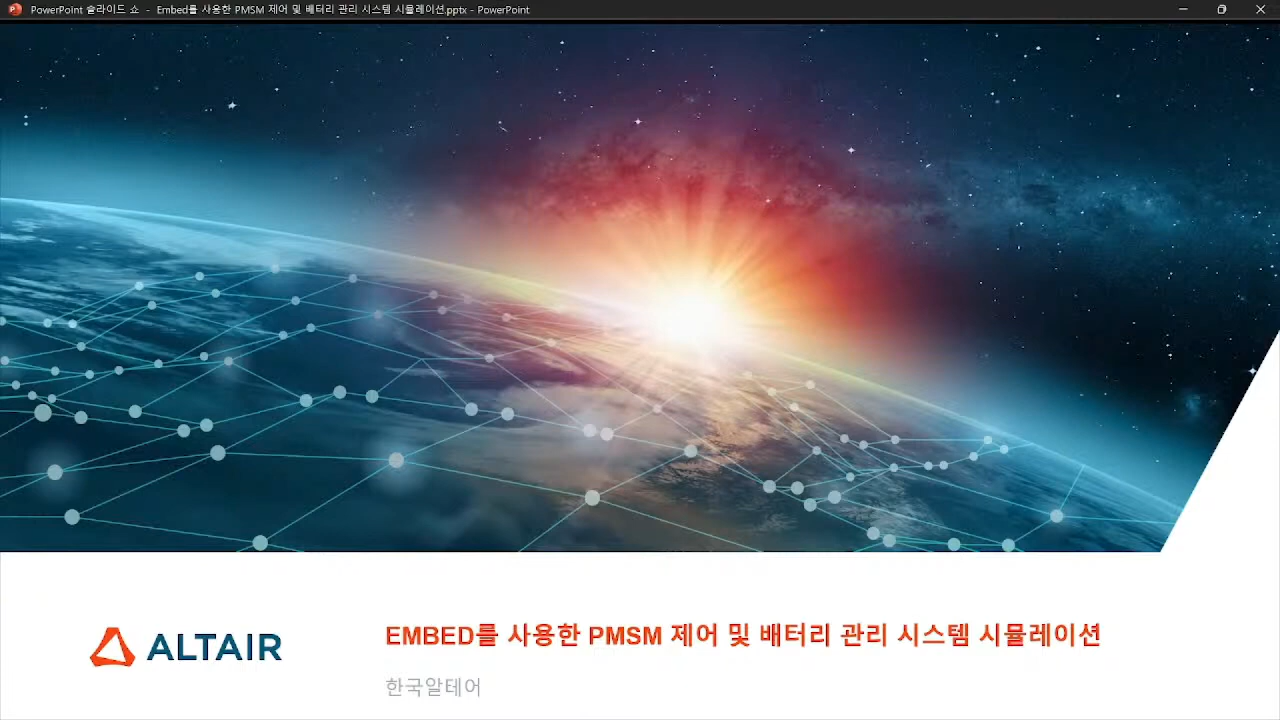 PowerPoint 슬라이드 쇼 - Embed를 사용한 PMSM 제어 및 배터리 관리 시스템 시뮬레이션.pptx - PowerPoint
ALTAIR
EMBED를 사용한 PMSM 제어 및 배터리 관리 시스템 시뮬레이션
한국알테어